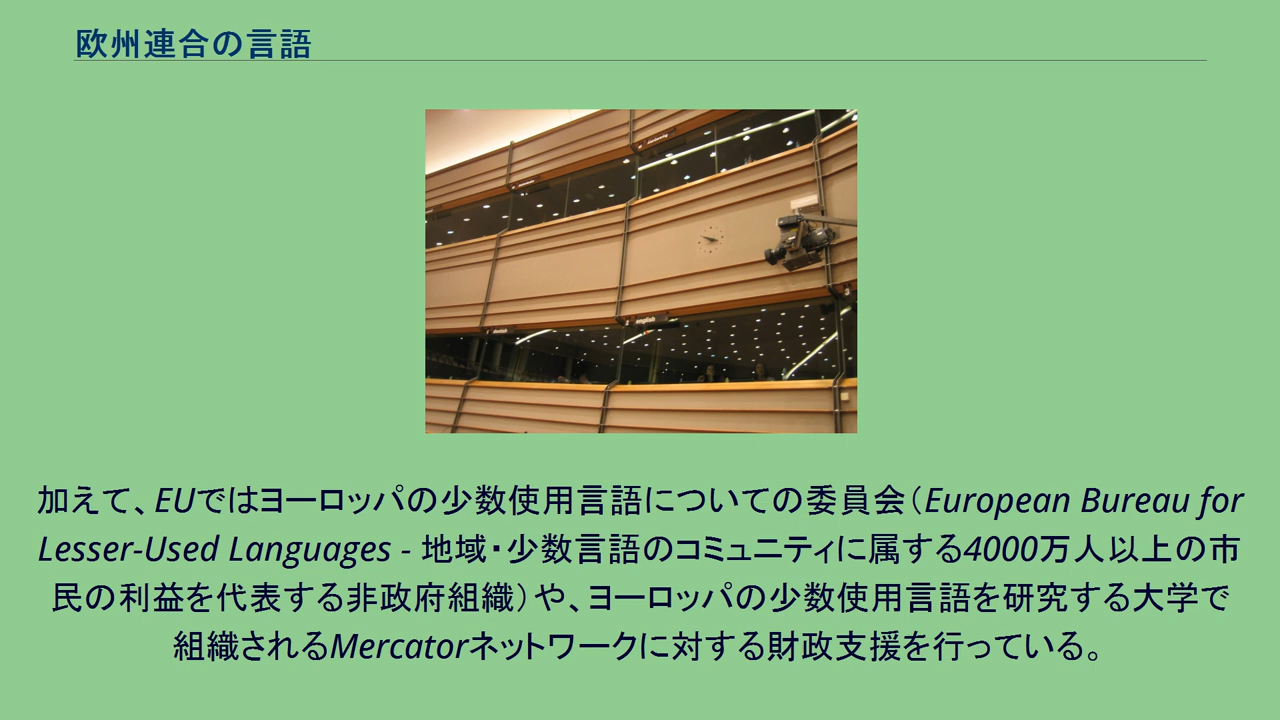 欧州連合の言語
english
加えて、EUではヨーロッパの少数使用言語についての委員会（European Bureau for
Lesser-Used Languages - 地域・少数言語のコミュニティに属する4000万人以上の市
民の利益を代表する非政府組織）や、ヨーロッパの少数使用言語を研究する大学で
組織されるMercatorネットワークに対する財政支援を行っている。